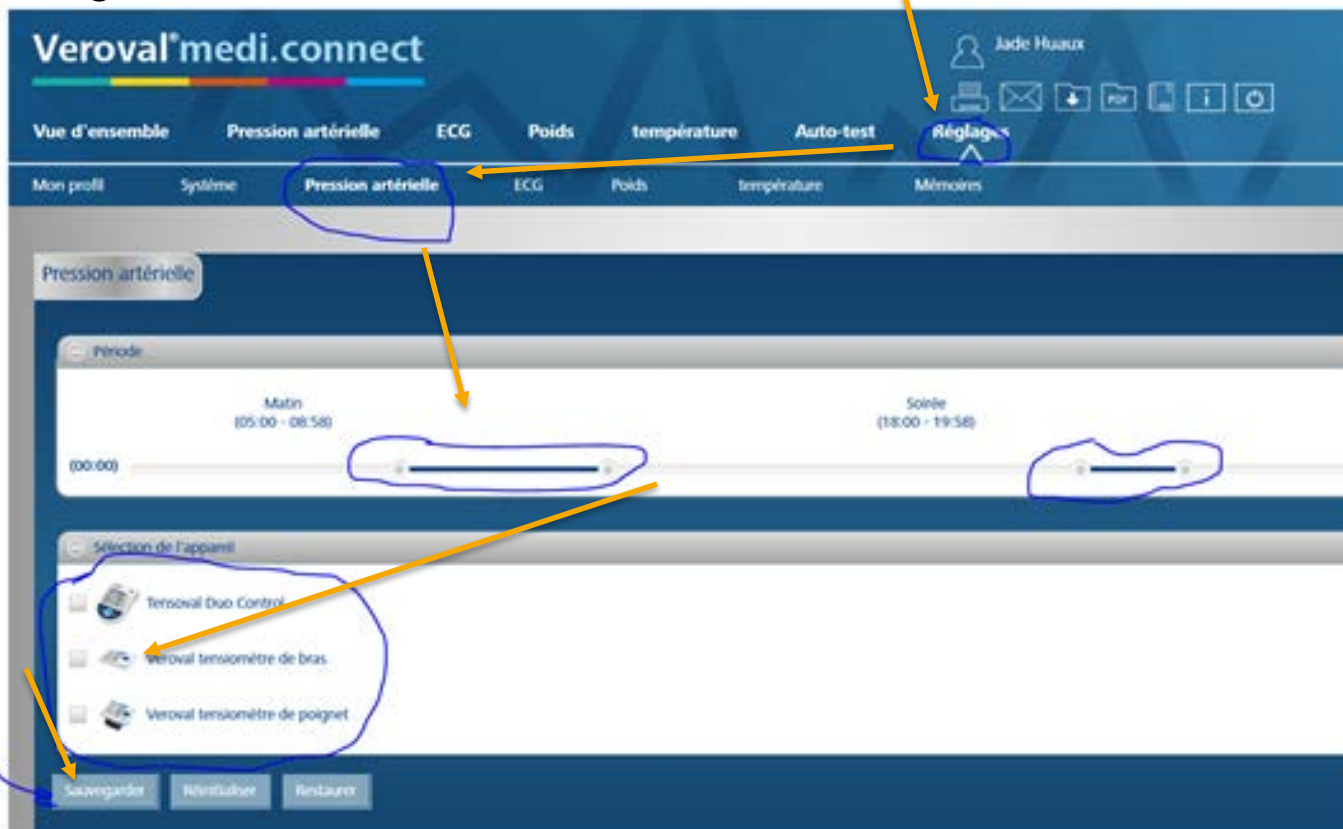 Veroval®medi.connect
Jade Huaux
PDF
Vue d'ensemble Pression artérielle ECG Poids température Auto-test Réglages
Mon profil Système Pression artérielle ECG Poids température Mémoires
Pression artérielle
Période
Matin Soirée
(05:00 - 08:58) (18:00 - 19:58)
(00:00)
Sélection de l'appareil
Tensoval Duo Control
Veroval tensiomètre de bras
Veroval tensiomètre de poignet
Sauvegarder Réinitialiser Restaurer